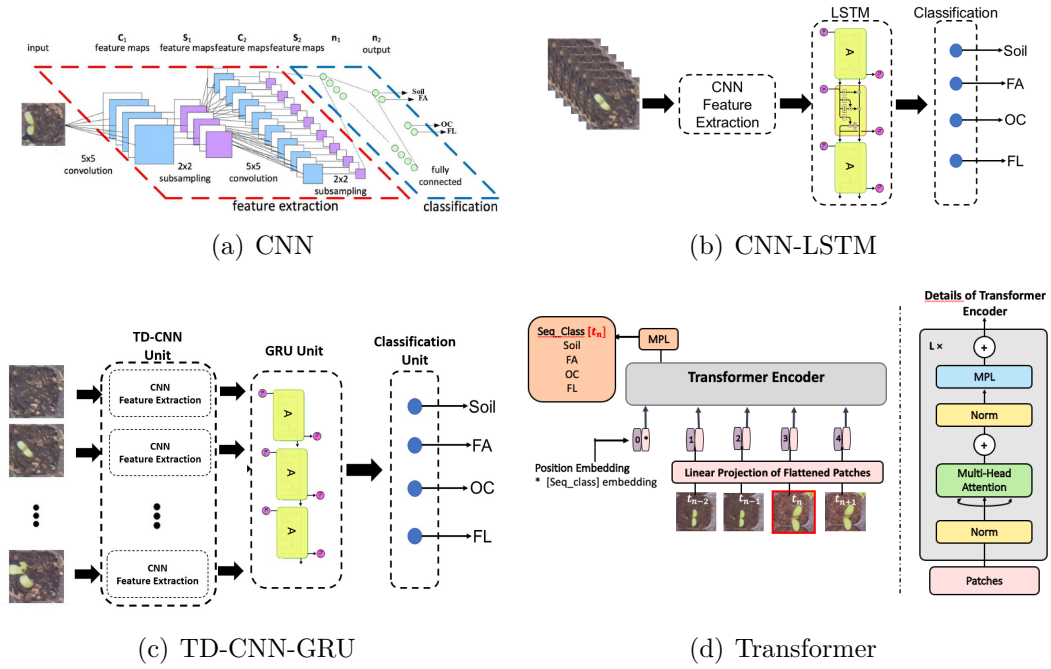 C1 S1 C2 S2 n1 n2
input feature maps feature maps feature maps feature maps output
Soil
FA
OC
FL
5x5
convolution
2x2
subsampling
5x5
convolution
2x2
subsampling
fully
connected
feature extraction
classification
(a) CNN
LSTM
Classification
CNN
Feature
Extraction
A
A
Soil
FA
OC
FL
(b) CNN-LSTM
TD-CNN
Unit
GRU Unit
Classification
Unit
CNN
Feature Extraction
CNN
Feature Extraction
CNN
Feature Extraction
A
A
A
Soil
FA
OC
FL
(c) TD-CNN-GRU
Seq_Class [tn]
Soil
FA
OC
FL
MPL
Transformer Encoder
0 * 1 2 3 4
Position Embedding
* [Seq_class] embedding
Linear Projection of Flattened Patches
tn-2 tn-1 tn tn+1
Details of Transformer
Encoder
L ×
+
MPL
Norm
+
Multi-Head
Attention
Norm
Patches
(d) Transformer